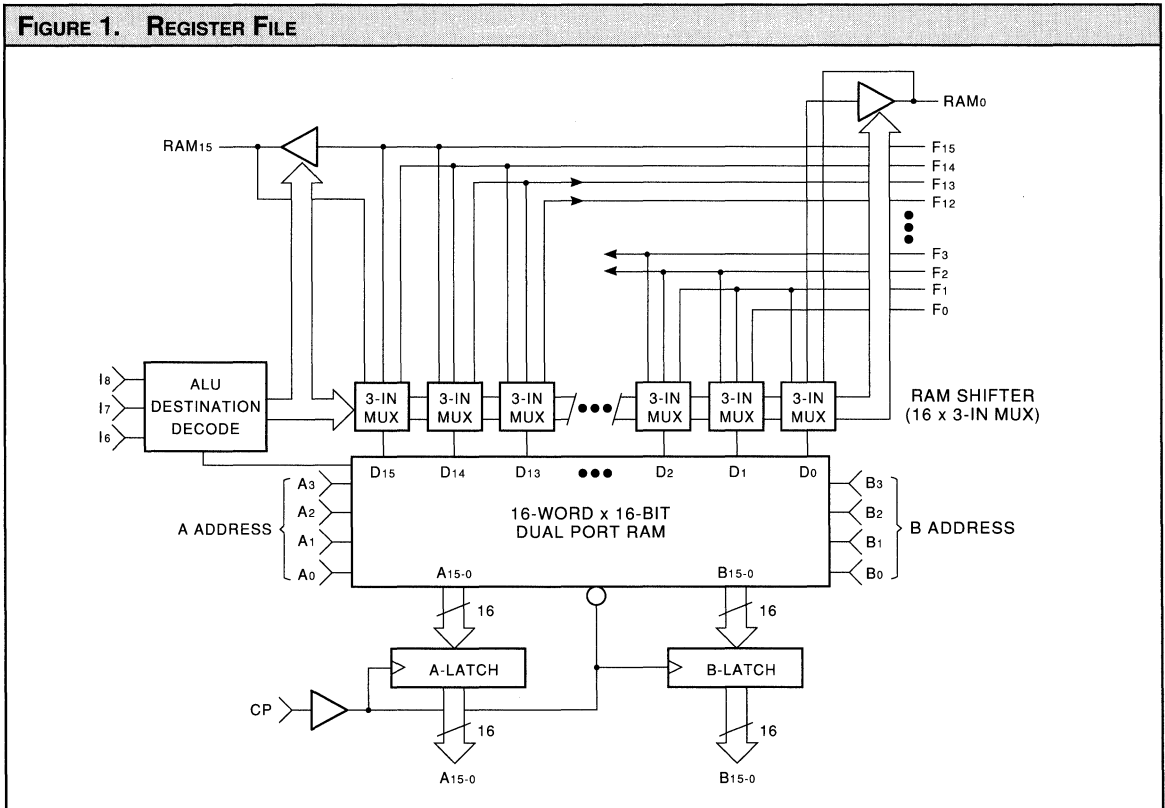 FIGURE 1. REGISTER FILE
RAM0
RAM15
F15
F14
F13
F12
F3
F2
F1
F0
I8
I7
I6
ALU
DESTINATION
DECODE
3-IN
MUX
3-IN
MUX
3-IN
MUX
3-IN
MUX
3-IN
MUX
3-IN
MUX
RAM SHIFTER
(16 x 3-IN MUX)
D15 D14 D13 D2 D1 D0
A ADDRESS
A3
A2
A1
A0
16-WORD x 16-BIT
DUAL PORT RAM
B3
B2
B1
B0
B ADDRESS
A15-0 B15-0
16 16
A-LATCH B-LATCH
CP
16 16
A15-0 B15-0